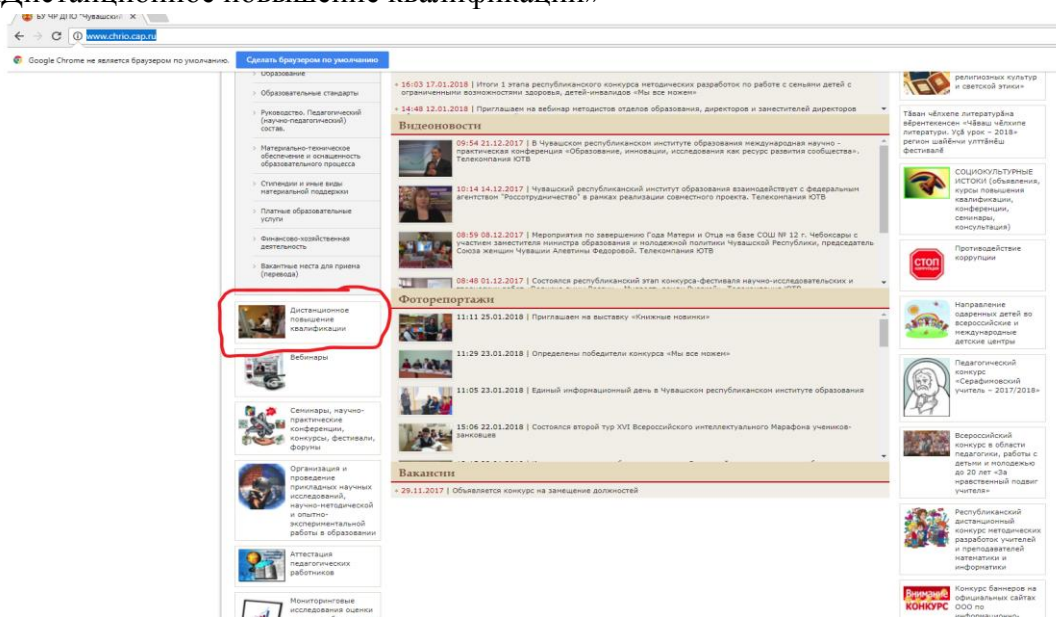 Дистанционное повышение квалификации»
БУ ЧР ДПО "Чувашский
www.chrio.cap.ru
Google Chrome не является браузером по умолчанию. Сделать браузером по умолчанию
Образование
Образовательные стандарты
Руководство. Педагогический
(научно-педагогический)
состав.
Материально-техническое
обеспечение и оснащенность
образовательного процесса
Стипендии и иные виды
материальной поддержки
Платные образовательные
услуги
Финансово-хозяйственная
деятельность
Вакантные места для приема
(перевода)
Дистанционное
повышение
квалификации
Вебинары
Семинары, научно-
практические
конференции,
конкурсы, фестивали,
форумы
Организация и
проведение
прикладных научных
исследований,
научно-методической
и опытно-
экспериментальной
работы в образовании
Аттестация
педагогических
работников
Мониторинговые
исследования оценки
16:03 17.01.2018 | Итоги 1 этапа республиканского конкурса методических разработок по работе с семьями детей с
ограниченными возможностями здоровья, детей-инвалидов «Мы все можем»
14:48 12.01.2018 | Приглашаем на вебинар методистов отделов образования, директоров и заместителей директоров
Видеоновости
09:54 21.12.2017 | В Чувашском республиканском институте образования международная научно -
практическая конференция «Образование, инновации, исследования как ресурс развития сообщества».
Телекомпания ЮТВ
10:14 14.12.2017 | Чувашский республиканский институт образования взаимодействует с федеральным
агентством "Россотрудничество" в рамках реализации совместного проекта. Телекомпания ЮТВ
08:59 08.12.2017 | Мероприятия по завершению Года Матери и Отца на базе СОШ № 12 г. Чебоксары с
участием заместителя министра образования и молодежной политики Чувашской Республики, председатель
Союза женщин Чувашии Алевтины Федоровой. Телекомпания ЮТВ
08:48 01.12.2017 | Состоялся республиканский этап конкурса-фестиваля научно-исследовательских и
Фоторепортажи
11:11 25.01.2018 | Приглашаем на выставку «Книжные новинки»
11:29 23.01.2018 | Определены победители конкурса «Мы все можем»
11:05 23.01.2018 | Единый информационный день в Чувашском республиканском институте образования
15:06 22.01.2018 | Состоялся второй тур XVI Всероссийского интеллектуального Марафона учеников-
занковцев
Вакансии
29.11.2017 | Объявляется конкурс на замещение должностей
религиозных культур
и светской этики»
Тӑван чӗлхепе литературӑна
вӗрентекенсен «Чӑваш чӗлхипе
литератури. Уҫӑ урок – 2018»
регион шайӗнчи уллтӑнӗш
фестивалӗ
СОЦИОКУЛЬТУРНЫЕ
ИСТОКИ (объявления,
курсы повышения
квалификации,
конференции,
семинары,
консультация)
СТОП
коррупция
Противодействие
коррупции
Направление
одаренных детей во
всероссийские и
международные
детские центры
Педагогический
конкурс
«Серафимовский
учитель – 2017/2018»
Всероссийский
конкурс в области
педагогики, работы с
детьми и молодежью
до 20 лет «За
нравственный подвиг
учителя»
Республиканский
дистанционный
конкурс методических
разработок учителей
и преподавателей
математики и
информатики
Внимание
КОНКУРС
Конкурс баннеров на
официальных сайтах
ООО по
информационно-